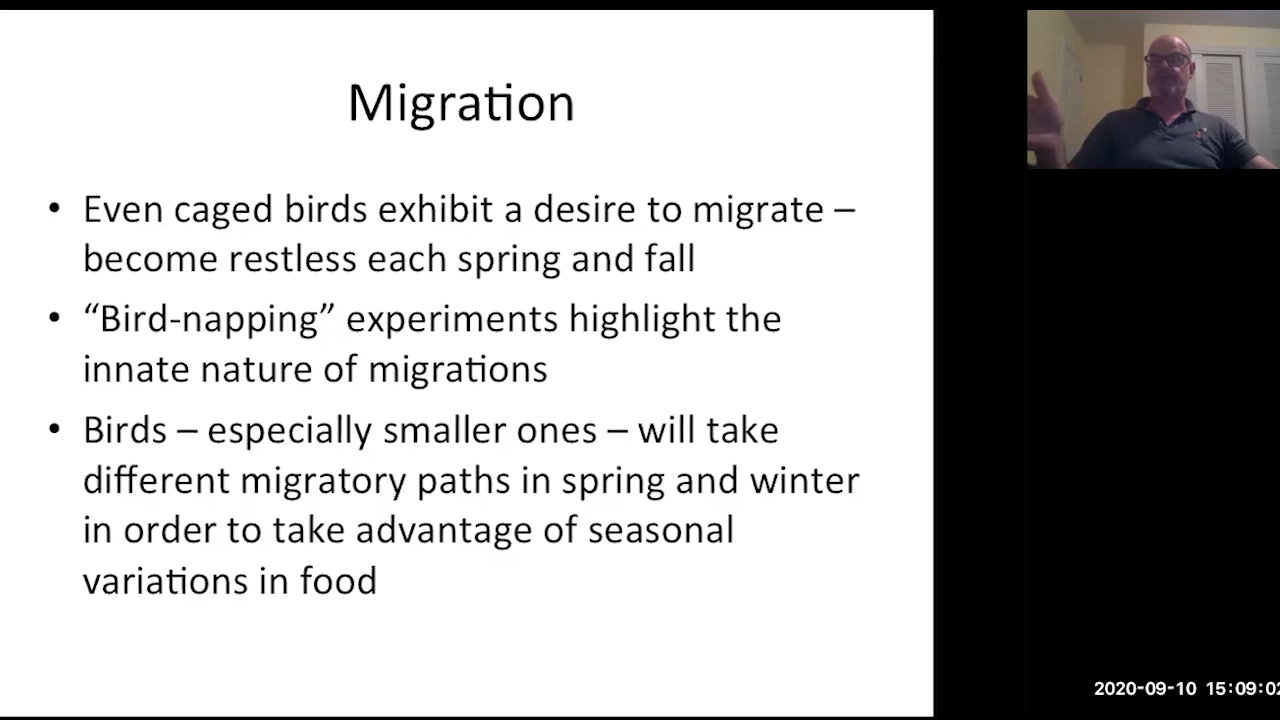 Migration
• Even caged birds exhibit a desire to migrate –
become restless each spring and fall
• “Bird-napping” experiments highlight the
innate nature of migrations
• Birds – especially smaller ones – will take
different migratory paths in spring and winter
in order to take advantage of seasonal
variations in food
2020-09-10 15:09:02